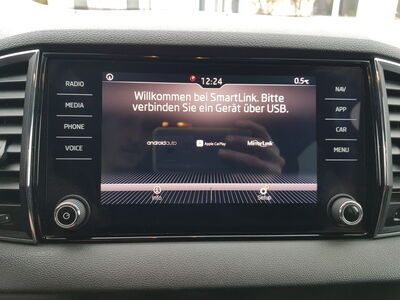 RADIO
MEDIA
PHONE
VOICE
12:24
0.5°C
Willkommen bei SmartLink. Bitte
verbinden Sie ein Gerät über USB.
androidauto
Apple CarPlay
MirrorLink
Info
Setup
NAV
APP
CAR
MENU